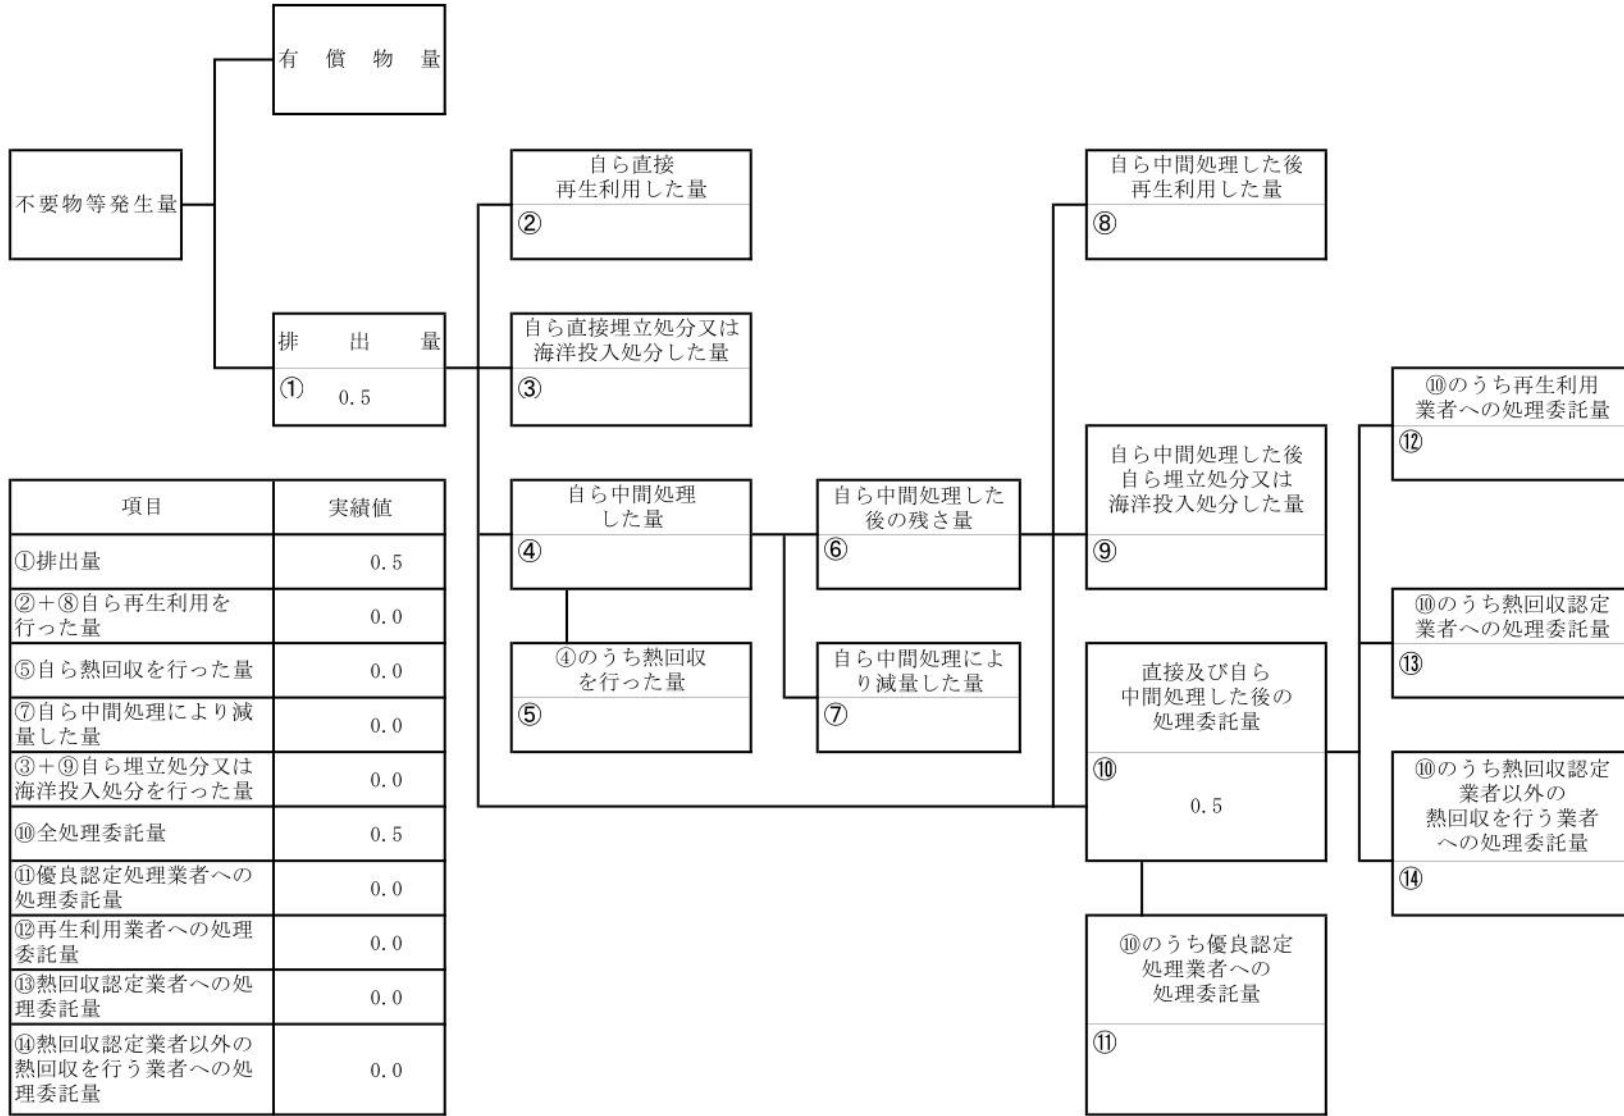 有償物量
不要物等発生量
排出量
①
0.5
自ら直接
再生利用した量
②
自ら直接埋立処分又は
海洋投入処分した量
③
自ら中間処理
した量
④
④のうち熱回収
を行った量
⑤
自ら中間処理した
後の残さ量
⑥
自ら中間処理によ
り減量した量
⑦
自ら中間処理した後
再生利用した量
⑧
自ら中間処理した後
自ら埋立処分又は
海洋投入処分した量
⑨
直接及び自ら
中間処理した後の
処理委託量
⑩
0.5
⑩のうち優良認定
処理業者への
処理委託量
⑪
⑩のうち再生利用
業者への処理委託量
⑫
⑩のうち熱回収認定
業者への処理委託量
⑬
⑩のうち熱回収認定
業者以外の
熱回収を行う業者
への処理委託量
⑭
項目 実績値
①排出量 0.5
②+⑧自ら再生利用を
行った量 0.0
⑤自ら熱回収を行った量 0.0
⑦自ら中間処理により減
量した量 0.0
③+⑨自ら埋立処分又は
海洋投入処分を行った量 0.0
⑩全処理委託量 0.5
⑪優良認定処理業者への
処理委託量 0.0
⑫再生利用業者への処理
委託量 0.0
⑬熱回収認定業者への処
理委託量 0.0
⑭熱回収認定業者以外の
熱回収を行う業者への処
理委託量 0.0